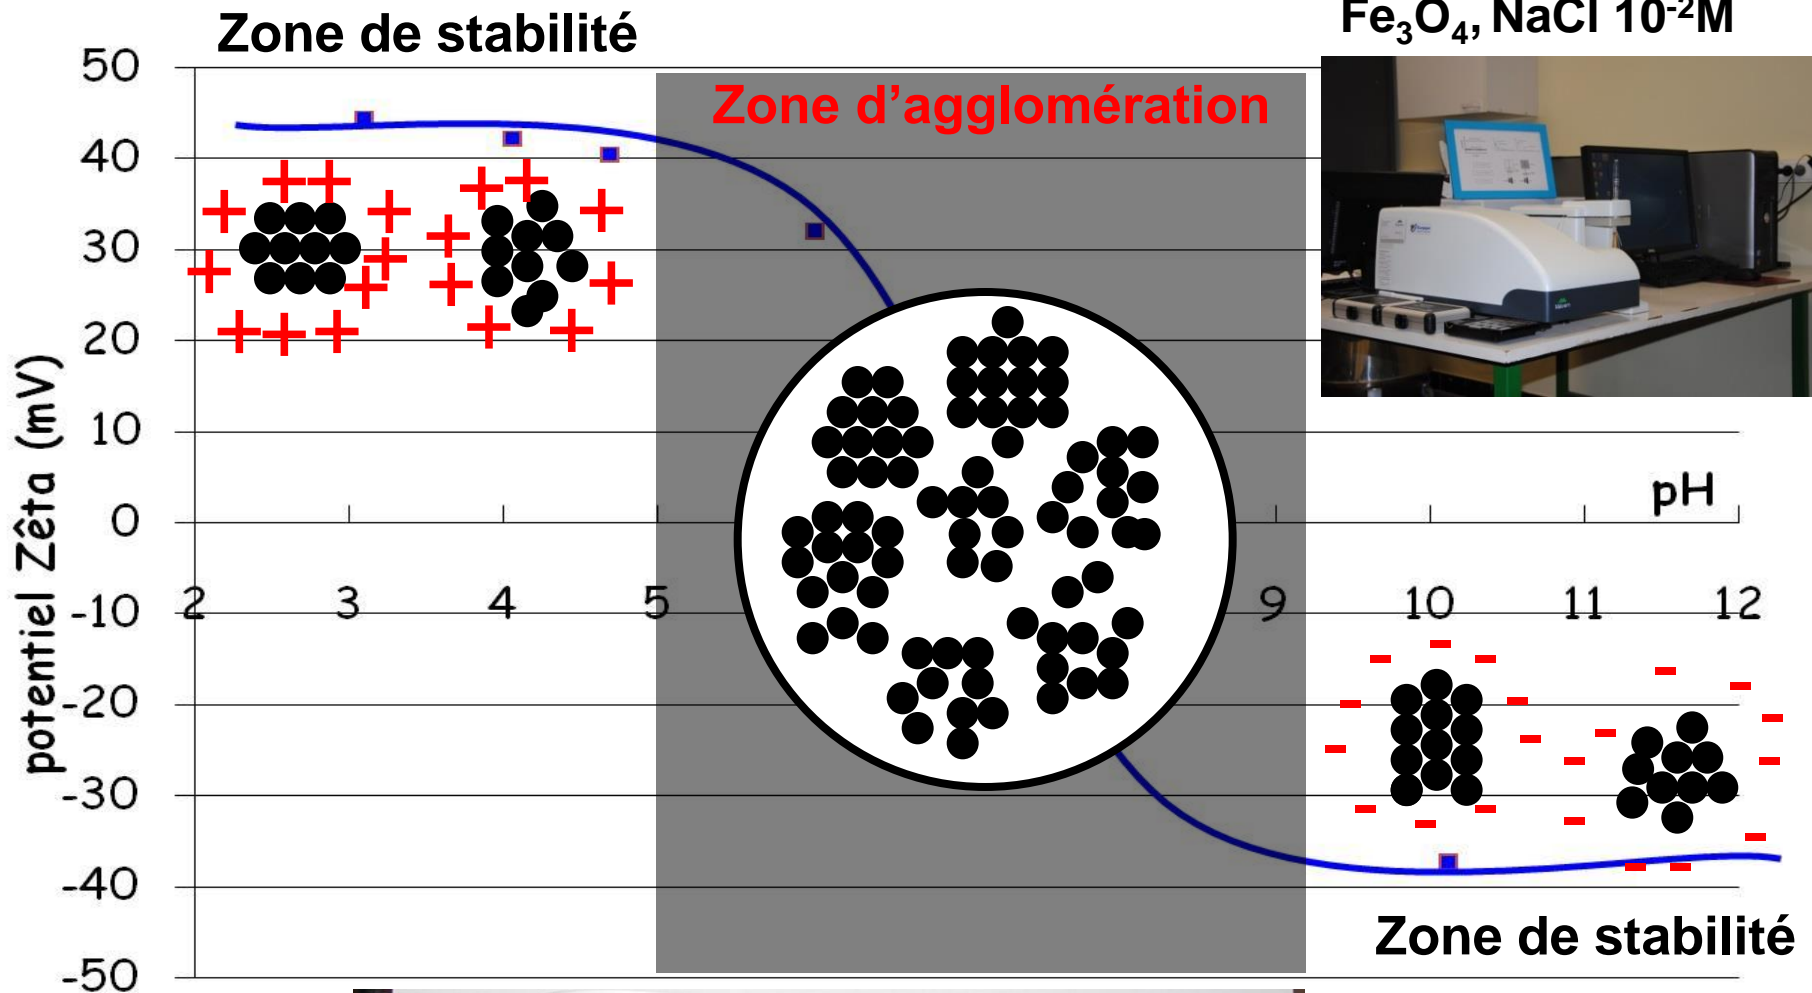 Zone de stabilité
Fe₃O₄, NaCl 10⁻²M
Zone d’agglomération
50
40
30
20
10
0
-10
-20
-30
-40
-50
potentiel Zêta (mV)
pH
2 3 4 5 9 10 11 12
Zone de stabilité